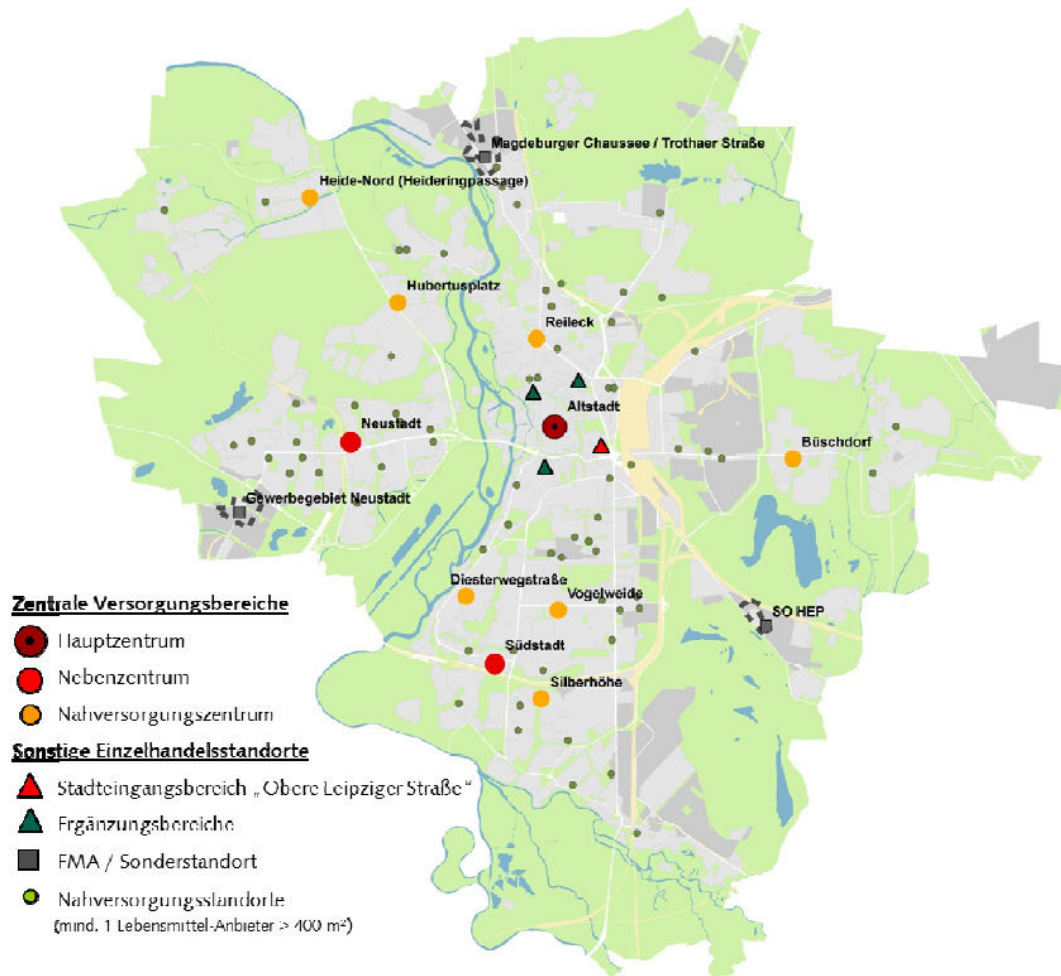 Magdeburger Chaussee / Trothaer Straße
Heide-Nord (Heideringpassage)
Hubertusplatz
Reileck
Altstadt
Neustadt
Büschdorf
Gewerbegebiet Neustadt
Diesterwegstraße
Vogelweide
SO HEP
Südstadt
Silberhöhe
Zentrale Versorgungsbereiche
Hauptzentrum
Nebenzentrum
Nahversorgungszentrum
Sonstige Einzelhandelsstandorte
Stadteingangsbereich „Obere Leipziger Straße“
Ergänzungsbereiche
FMA / Sonderstandort
Nahversorgungsstandorte
(mind. 1 Lebensmittel-Anbieter > 400 m²)